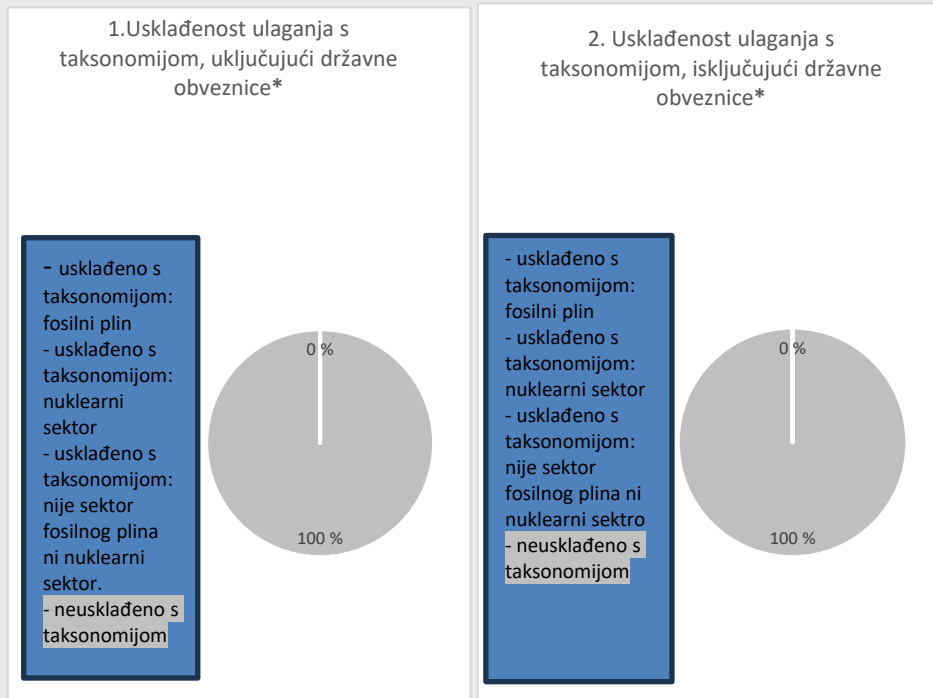 1.Usklađenost ulaganja s
taksonomijom, uključujući državne
obveznice*
- usklađeno s
taksonomijom:
fosilni plin
- usklađeno s
taksonomijom:
nuklearni
sektor
- usklađeno s
taksonomijom:
nije sektor
fosilnog plina
ni nuklearni
sektor.
- neusklađeno s
taksonomijom
0 %
100 %
2. Usklađenost ulaganja s
taksonomijom, isključujući državne
obveznice*
- usklađeno s
taksonomijom:
fosilni plin
- usklađeno s
taksonomijom:
nuklearni sektor
- usklađeno s
taksonomijom:
nije sektor
fosilnog plina ni
nuklearni sektro
- neusklađeno s
taksonomijom
0 %
100 %